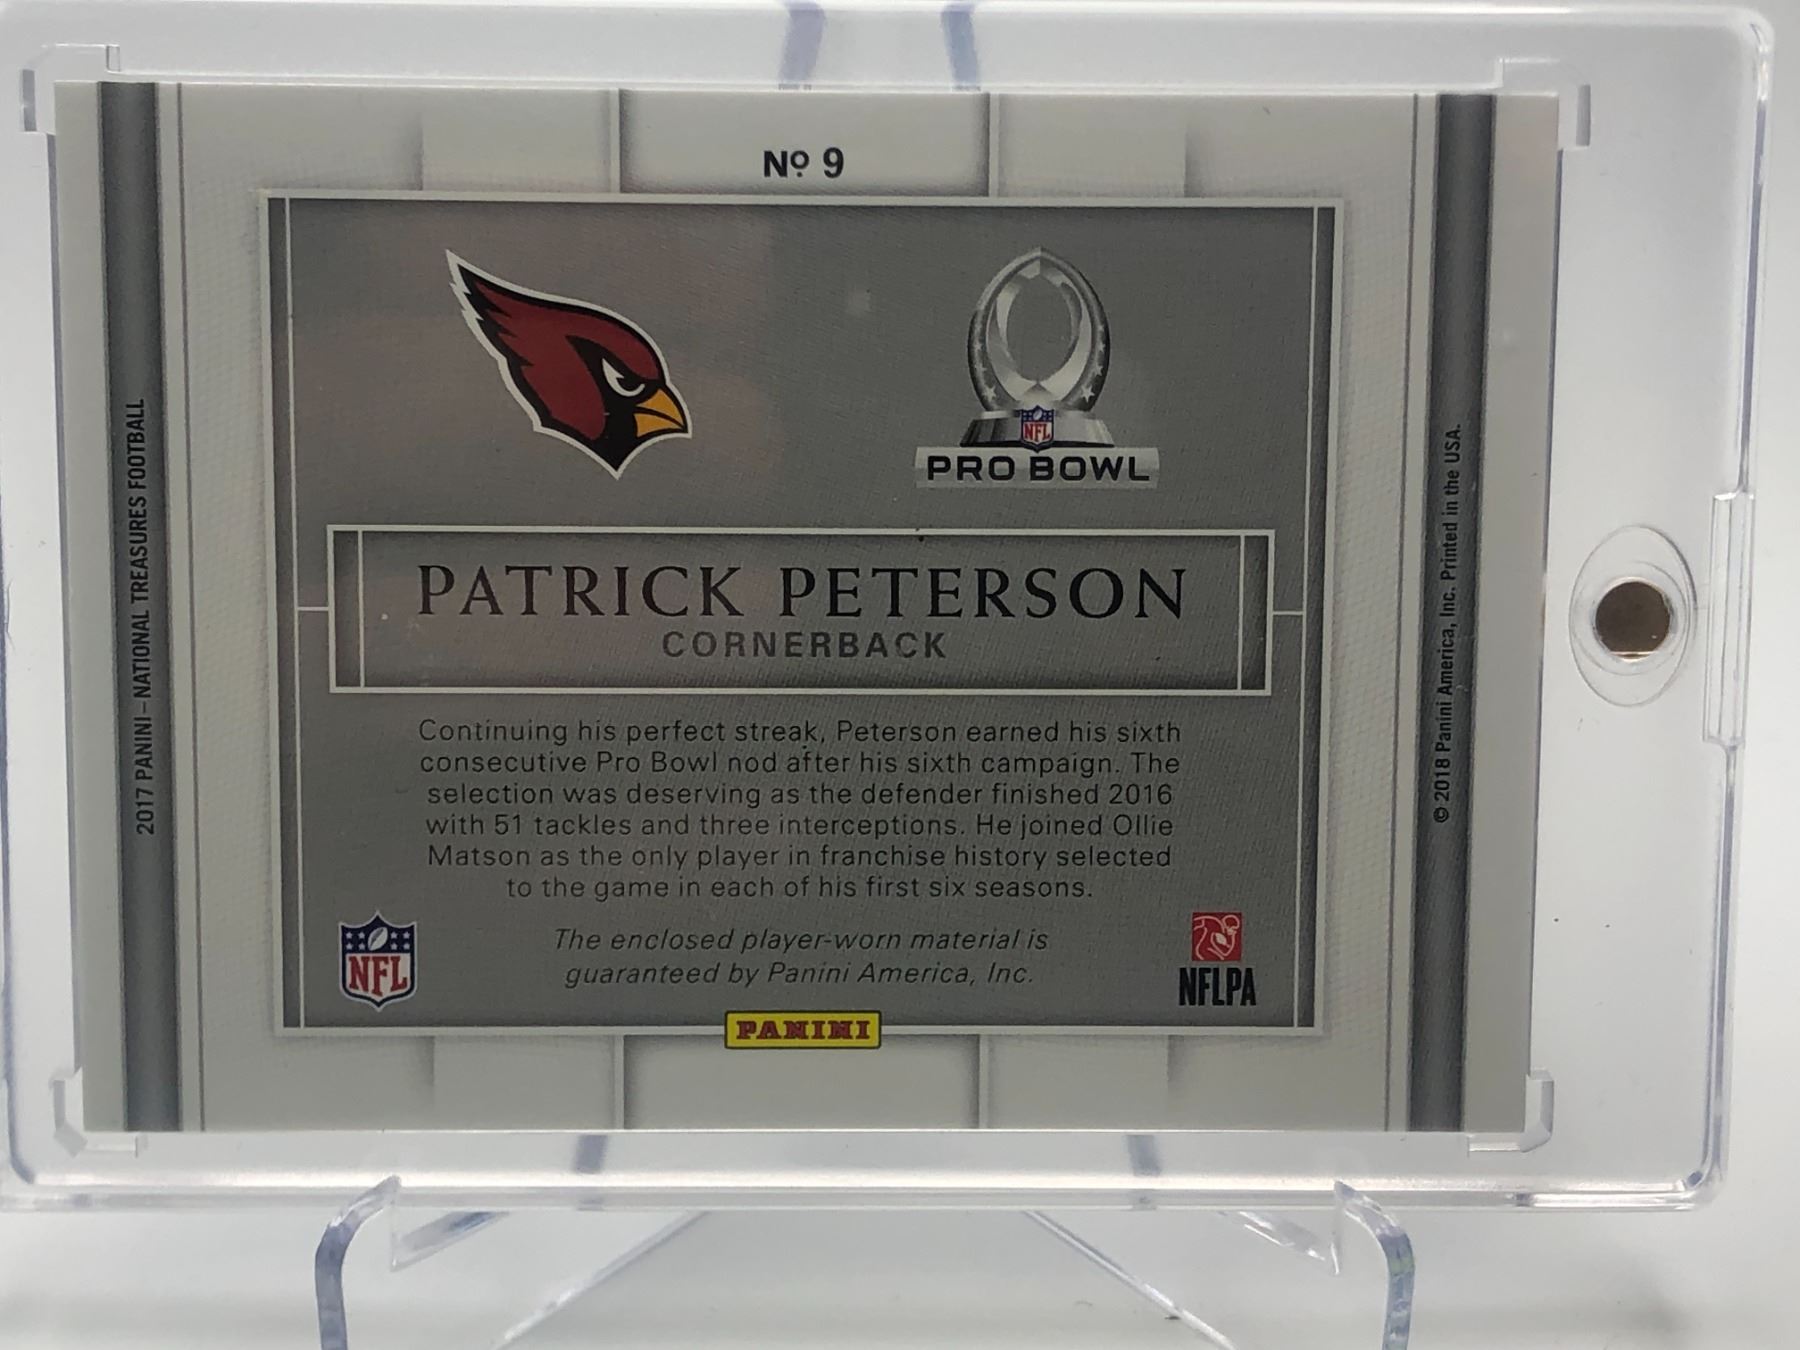 Nº 9
NFL
PRO BOWL
PATRICK PETERSON
CORNERBACK
Continuing his perfect streak, Peterson earned his sixth
consecutive Pro Bowl nod after his sixth campaign. The
selection was deserving as the defender finished 2016
with 51 tackles and three interceptions. He joined Ollie
Matson as the only player in franchise history selected
to the game in each of his first six seasons.
The enclosed player-worn material is
guaranteed by Panini America, Inc.
NFL
NFLPA
PANINI
2017 PANINI–NATIONAL TREASURES FOOTBALL
© 2018 Panini America, Inc. Printed in the USA.